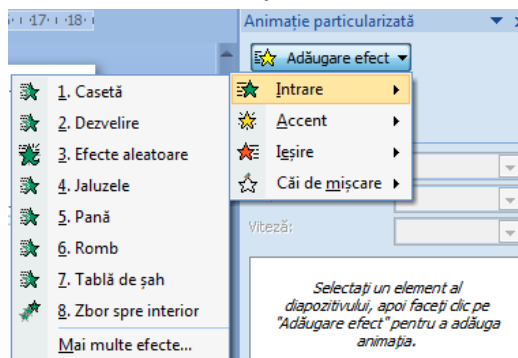 17 · 18
Animație particularizată
Adăugare efect
Intrare
Accent
Ieșire
Căi de mișcare
1. Casetă
2. Dezvelire
3. Efecte aleatoare
4. Jaluzele
5. Pană
6. Romb
7. Tablă de șah
8. Zbor spre interior
Mai multe efecte...
Viteză:
Selectați un element al
diapozitivului, apoi faceți clic pe
"Adăugare efect" pentru a adăuga
animația.